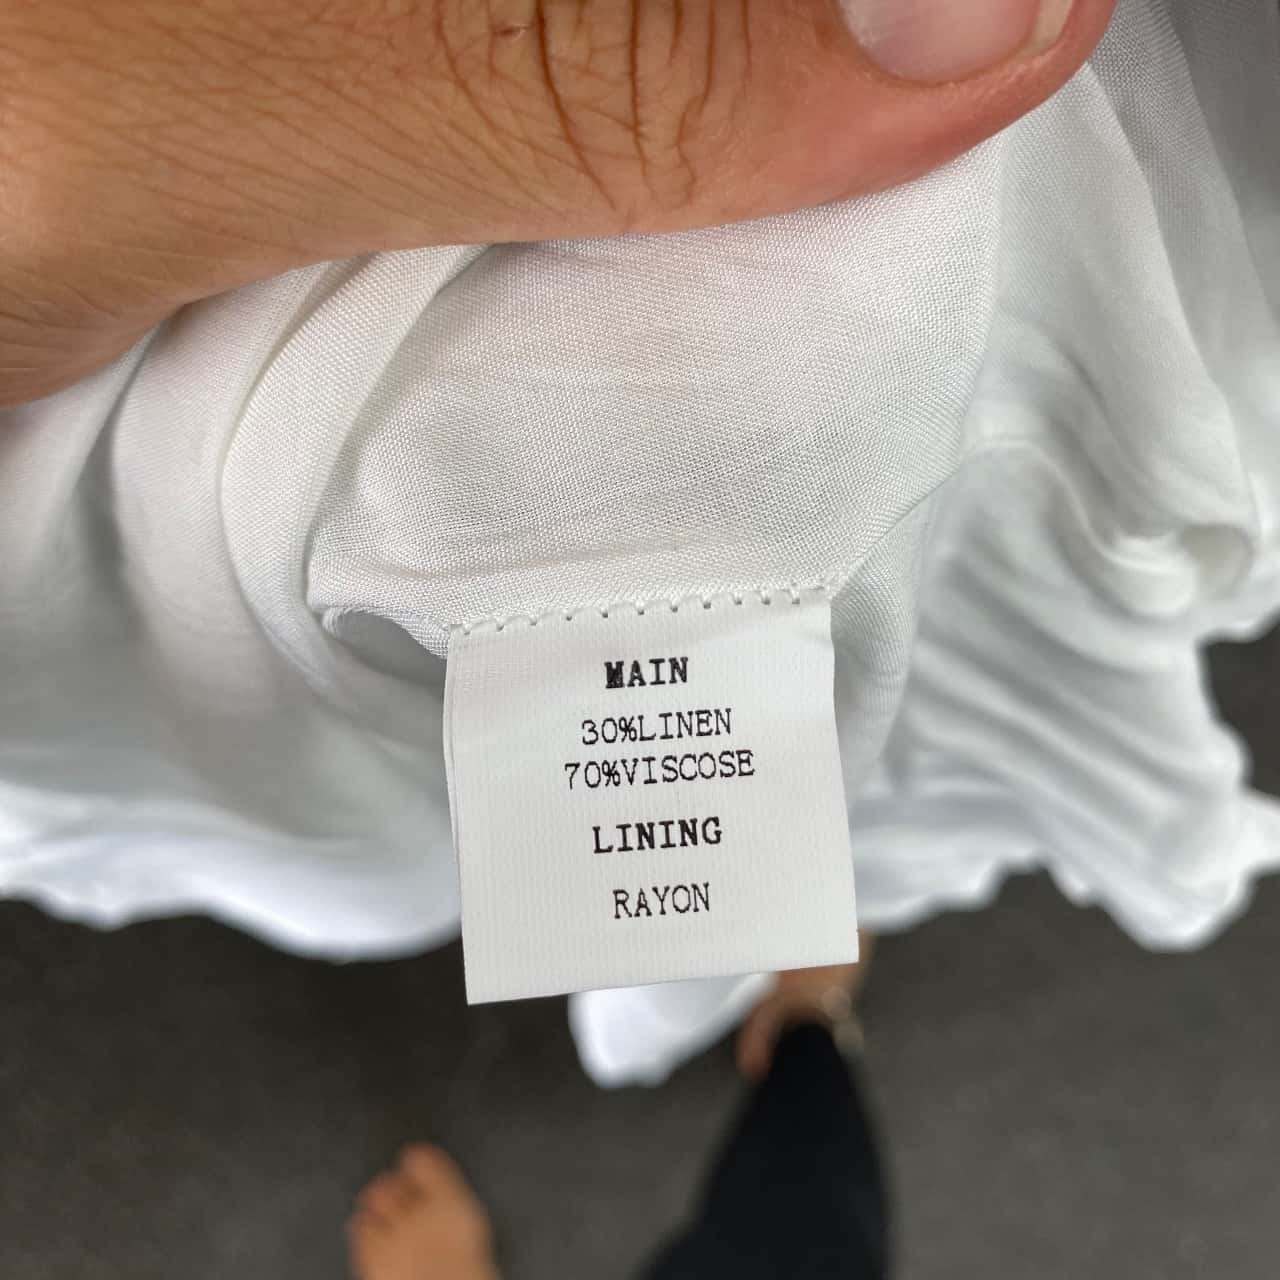 MAIN
30%LINEN
70%VISCOSE
LINING
RAYON